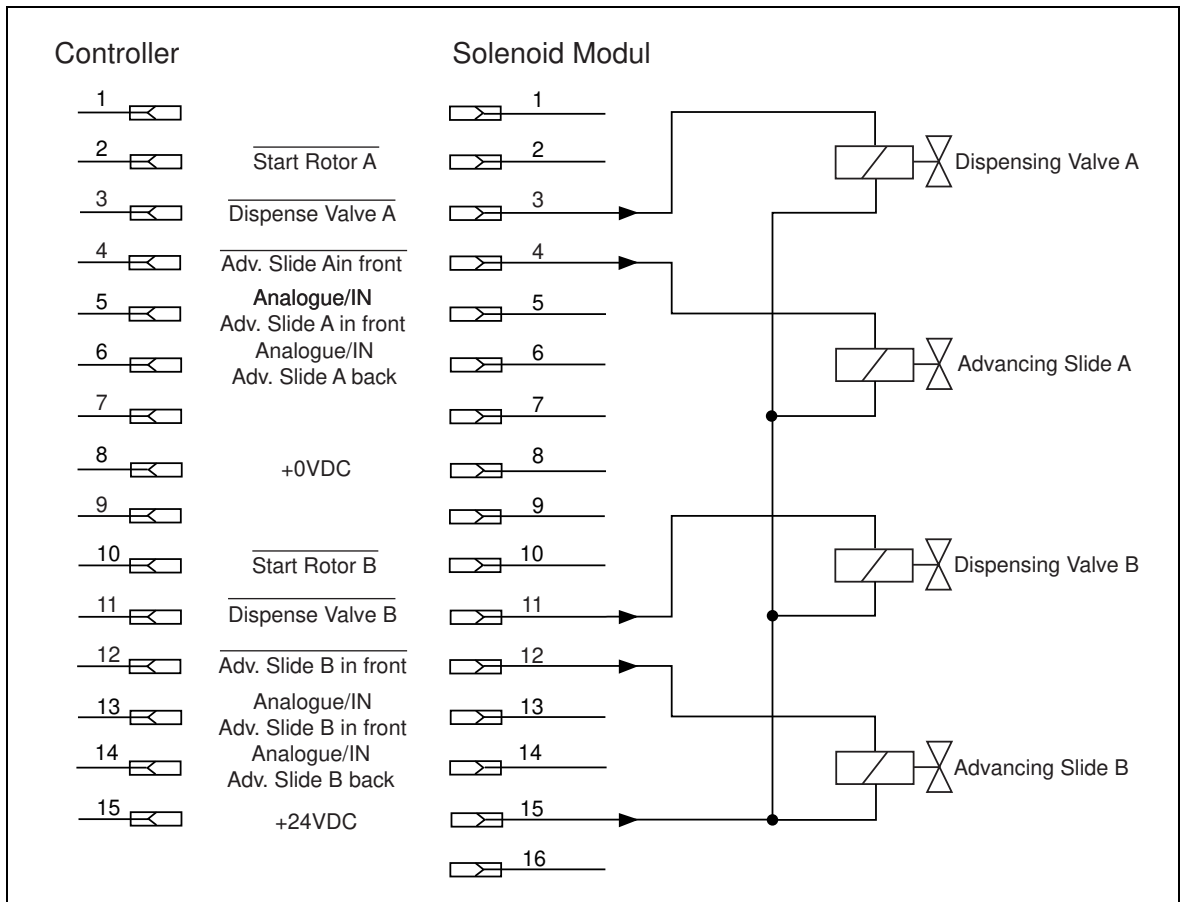 Controller
Solenoid Modul
1
1
2
Start Rotor A
2
Dispensing Valve A
3
Dispense Valve A
3
4
Adv. Slide Ain front
4
5
Analogue/IN
Adv. Slide A in front
5
6
Analogue/IN
Adv. Slide A back
6
Advancing Slide A
7
7
8
+0VDC
8
9
9
10
Start Rotor B
10
Dispensing Valve B
11
Dispense Valve B
11
12
Adv. Slide B in front
12
13
Analogue/IN
Adv. Slide B in front
13
14
Analogue/IN
Adv. Slide B back
14
Advancing Slide B
15
+24VDC
15
16